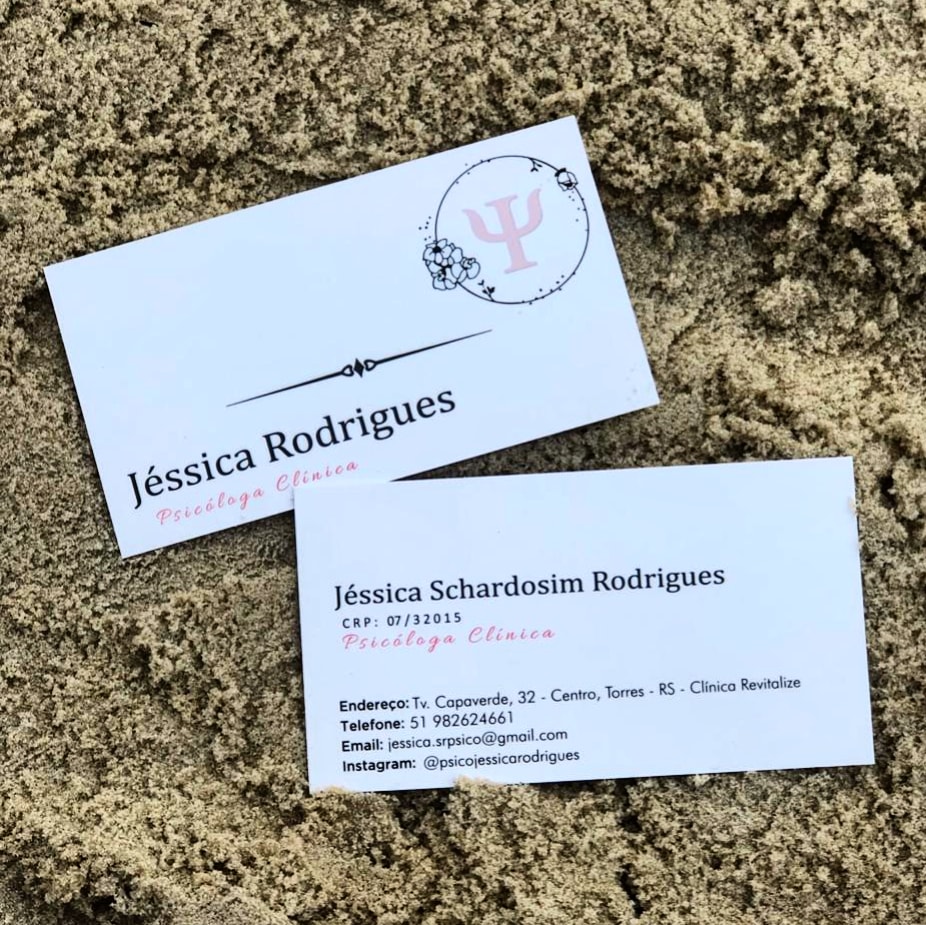 Ψ
Jéssica Rodrigues
Psicóloga Clínica
Jéssica Schardosim Rodrigues
CRP: 07/32015
Psicóloga Clínica
Endereço: Tv. Capaverde, 32 - Centro, Torres - RS - Clínica Revitalize
Telefone: 51 982624661
Email: jessica.srpsico@gmail.com
Instagram: @psicojessicarodrigues